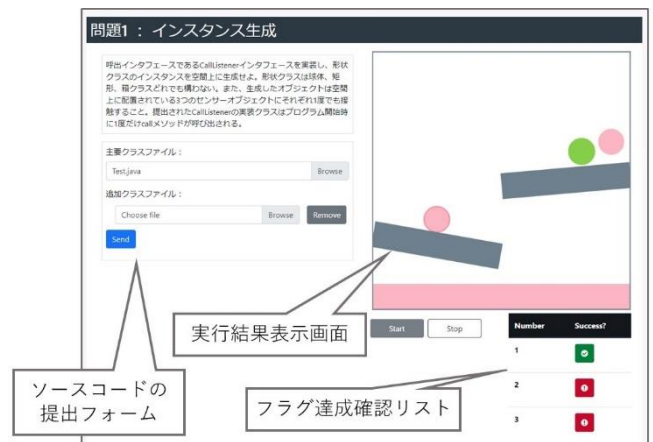 問題1 : インスタンス生成
呼出インタフェースであるCallListenerインタフェースを実装し、形状
クラスのインスタンスを空間上に生成せよ。形状クラスは球体、矩
形、箱クラスどれでも構わない。また、生成したオブジェクトは空間
上に配置されている3つのセンサーオブジェクトにそれぞれ1度でも接
触すること。提出されたCallListenerの実装クラスはプログラム開始時
に1度だけcallメソッドが呼び出される。
主要クラスファイル :
Test.java
Browse
追加クラスファイル :
Choose file
Browse
Remove
Send
実行結果表示画面
Start
Stop
Number
Success?
1
2
3
ソースコードの
提出フォーム
フラグ達成確認リスト